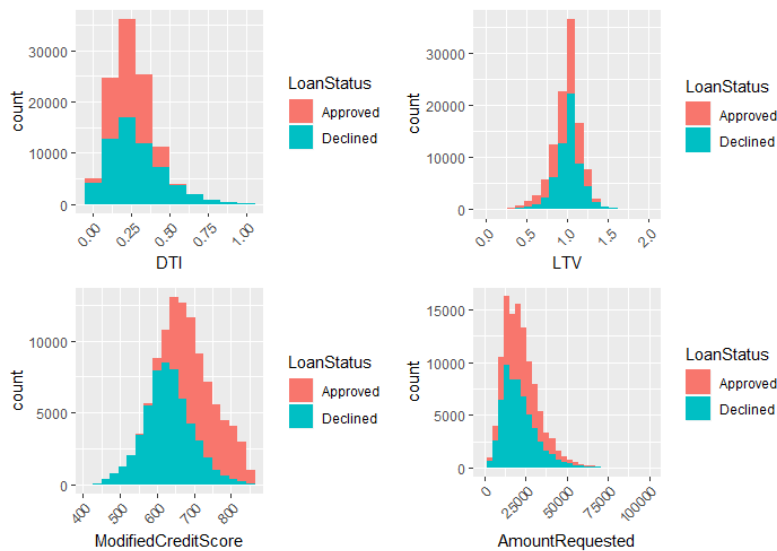 30000
20000
10000
0
count
0.00
0.25
0.50
0.75
1.00
DTI
LoanStatus
Approved
Declined
30000
20000
10000
0
count
0.0
0.5
1.0
1.5
2.0
LTV
LoanStatus
Approved
Declined
10000
5000
0
count
400
500
600
700
800
ModifiedCreditScore
LoanStatus
Approved
Declined
15000
10000
5000
0
count
0
25000
50000
75000
100000
AmountRequested
LoanStatus
Approved
Declined